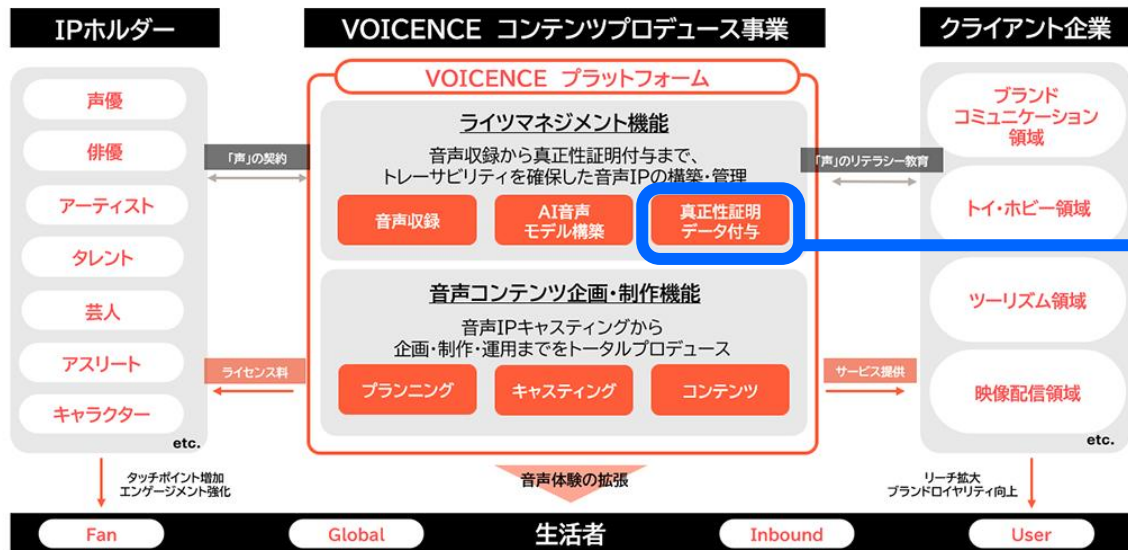 IPホルダー
VOICENCE コンテンツプロデュース事業
クライアント企業
声優
俳優
アーティスト
タレント
芸人
アスリート
キャラクター
etc.
「声」の契約
ライセンス料
VOICENCE プラットフォーム
ライツマネジメント機能
音声収録から真正性証明付与まで、
トレーサビリティを確保した音声IPの構築・管理
音声収録
AI音声
モデル構築
真正性証明
データ付与
音声コンテンツ企画・制作機能
音声IPキャスティングから
企画・制作・運用までをトータルプロデュース
プランニング
キャスティング
コンテンツ
「声」のリテラシー教育
サービス提供
ブランド
コミュニケーション
領域
トイ・ホビー領域
ツーリズム領域
映像配信領域
etc.
タッチポイント増加
エンゲージメント強化
音声体験の拡張
リーチ拡大
ブランドロイヤリティ向上
Fan
Global
生活者
Inbound
User